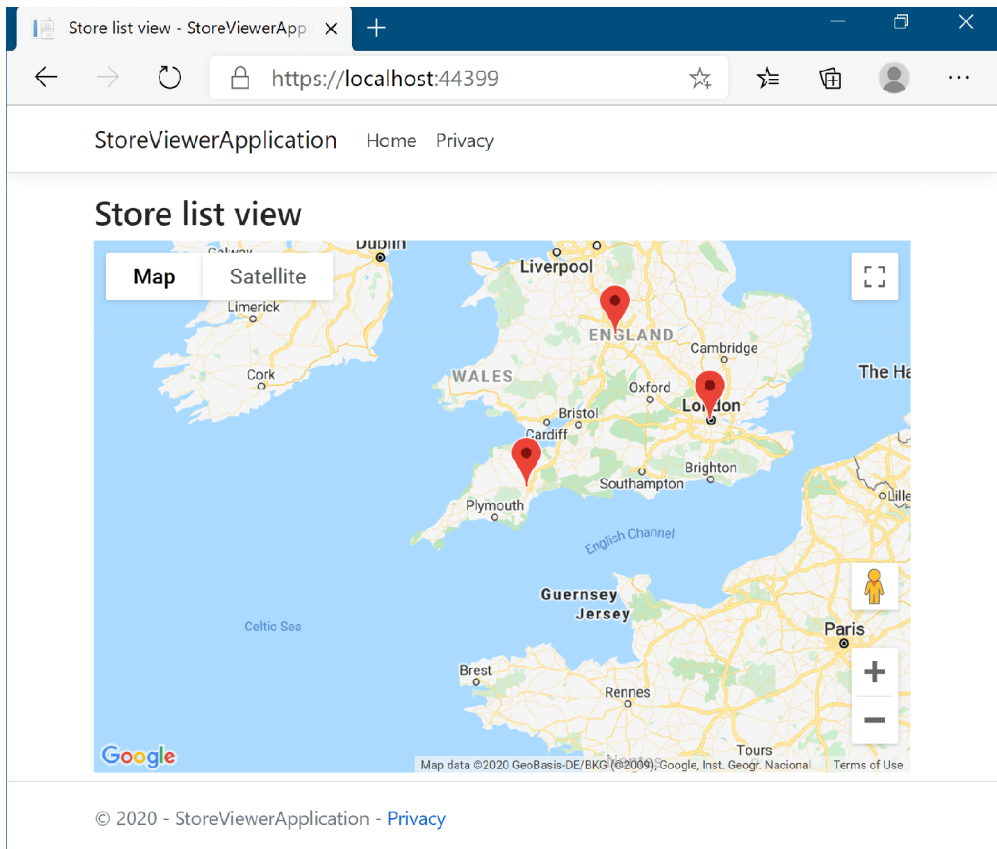 Store list view - StoreViewerApp
https://localhost:44399
StoreViewerApplication Home Privacy
Store list view
Map Satellite
Galway
Dublin
Liverpool
Limerick
ENGLAND
Cambridge
Cork
WALES
The Ha
Oxford
London
Bristol
Cardiff
Brighton
Southampton
Plymouth
Lille
English Channel
Guernsey
Jersey
Celtic Sea
Paris
Brest
Rennes
Nantes
Tours
Google
Map data ©2020 GeoBasis-DE/BKG (©2009), Google, Inst. Geogr. Nacional Terms of Use
© 2020 - StoreViewerApplication - Privacy